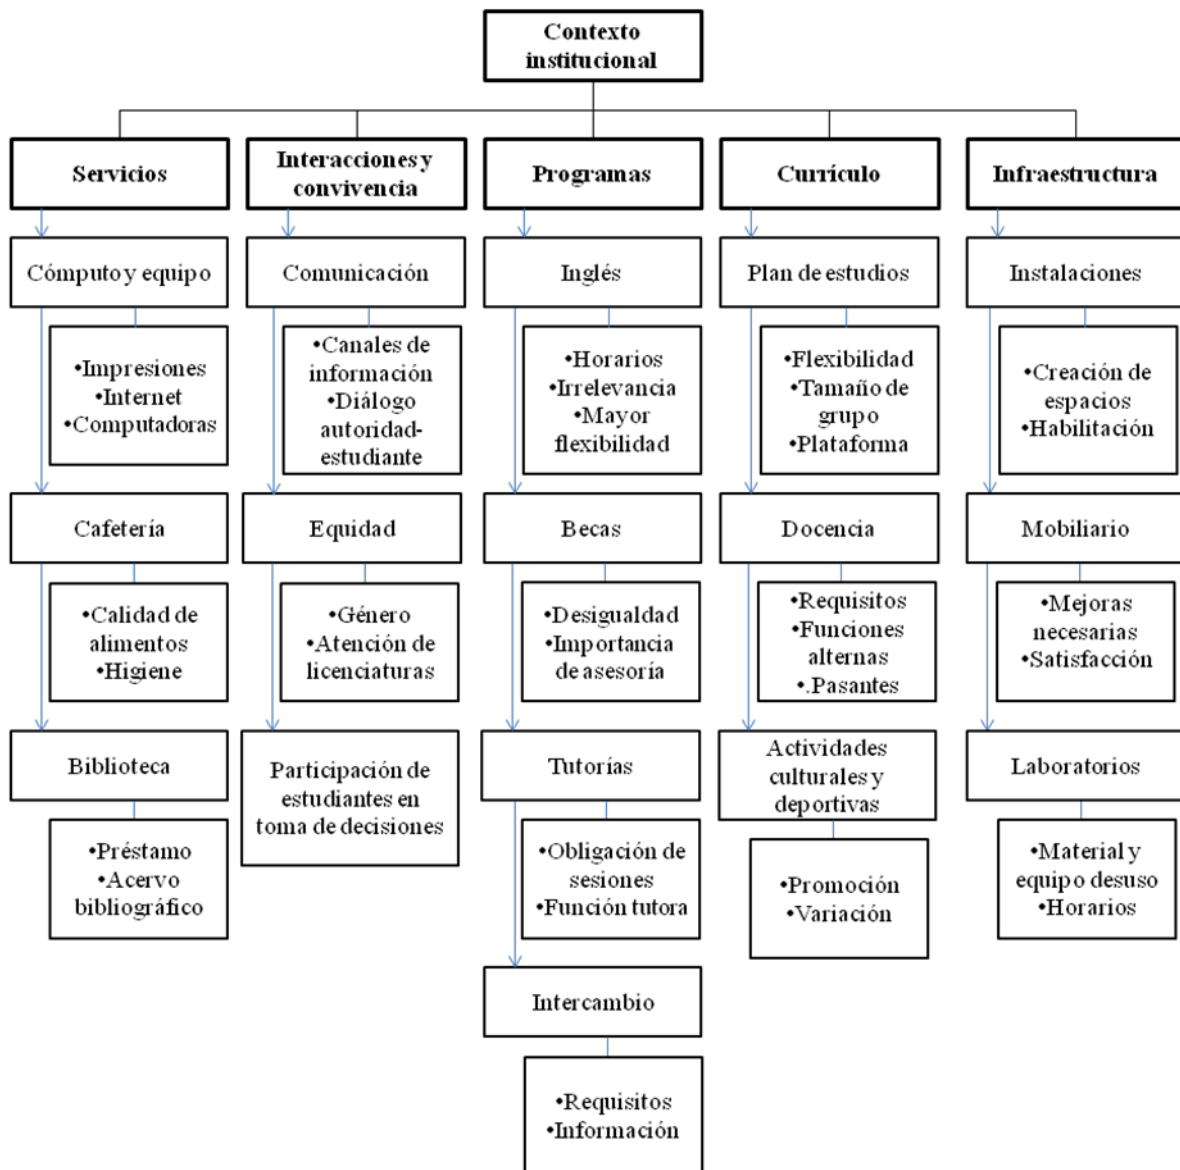 Contexto
institucional
Servicios
Interacciones y
convivencia
Programas
Currículo
Infraestructura
Cómputo y equipo
•Impresiones
•Internet
•Computadoras
Cafetería
•Calidad de
alimentos
•Higiene
Biblioteca
•Préstamo
•Acervo
bibliográfico
Comunicación
•Canales de
información
•Diálogo
autoridad-
estudiante
Equidad
•Género
•Atención de
licenciaturas
Participación de
estudiantes en
toma de decisiones
Inglés
•Horarios
•Irrelevancia
•Mayor
flexibilidad
Becas
•Desigualdad
•Importancia
de asesoría
Tutorías
•Obligación de
sesiones
•Función tutora
Intercambio
•Requisitos
•Información
Plan de estudios
•Flexibilidad
•Tamaño de
grupo
•Plataforma
Docencia
•Requisitos
•Funciones
alternas
•.Pasantes
Actividades
culturales y
deportivas
•Promoción
•Variación
Instalaciones
•Creación de
espacios
•Habilitación
Mobiliario
•Mejoras
necesarias
•Satisfacción
Laboratorios
•Material y
equipo desuso
•Horarios